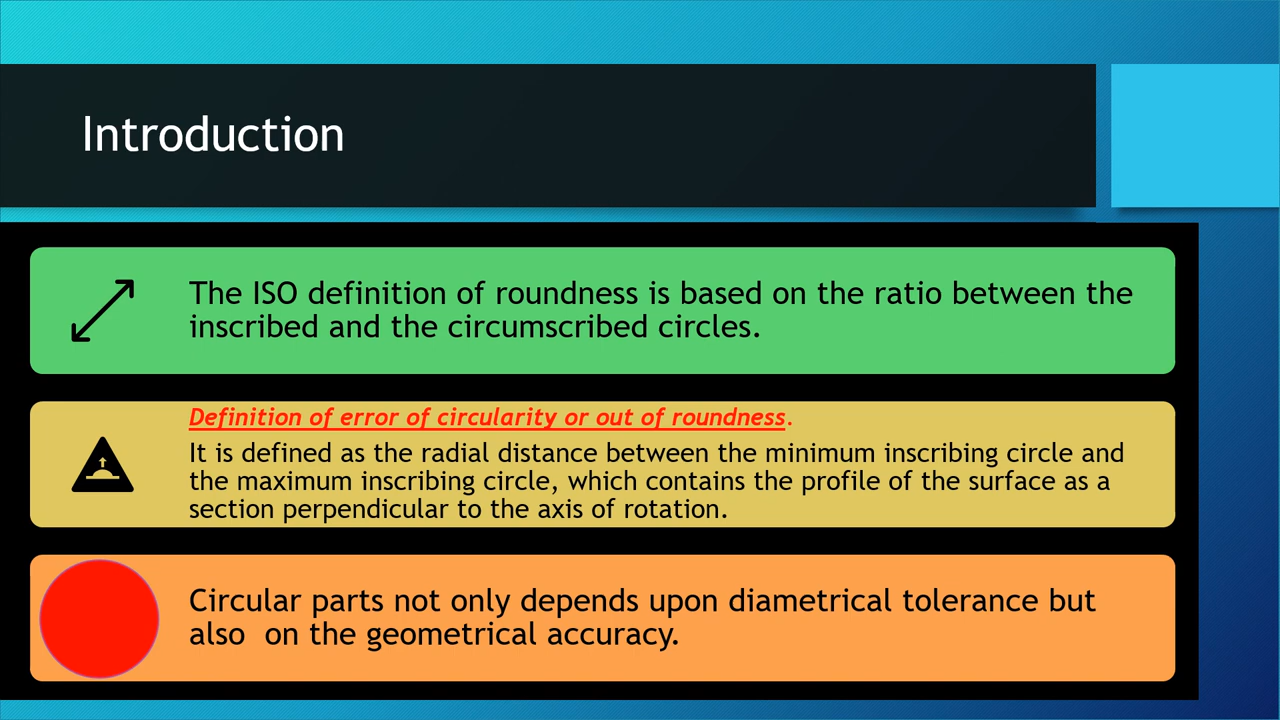 Introduction
The ISO definition of roundness is based on the ratio between the
inscribed and the circumscribed circles.
Definition of error of circularity or out of roundness.
It is defined as the radial distance between the minimum inscribing circle and
the maximum inscribing circle, which contains the profile of the surface as a
section perpendicular to the axis of rotation.
Circular parts not only depends upon diametrical tolerance but
also  on the geometrical accuracy.